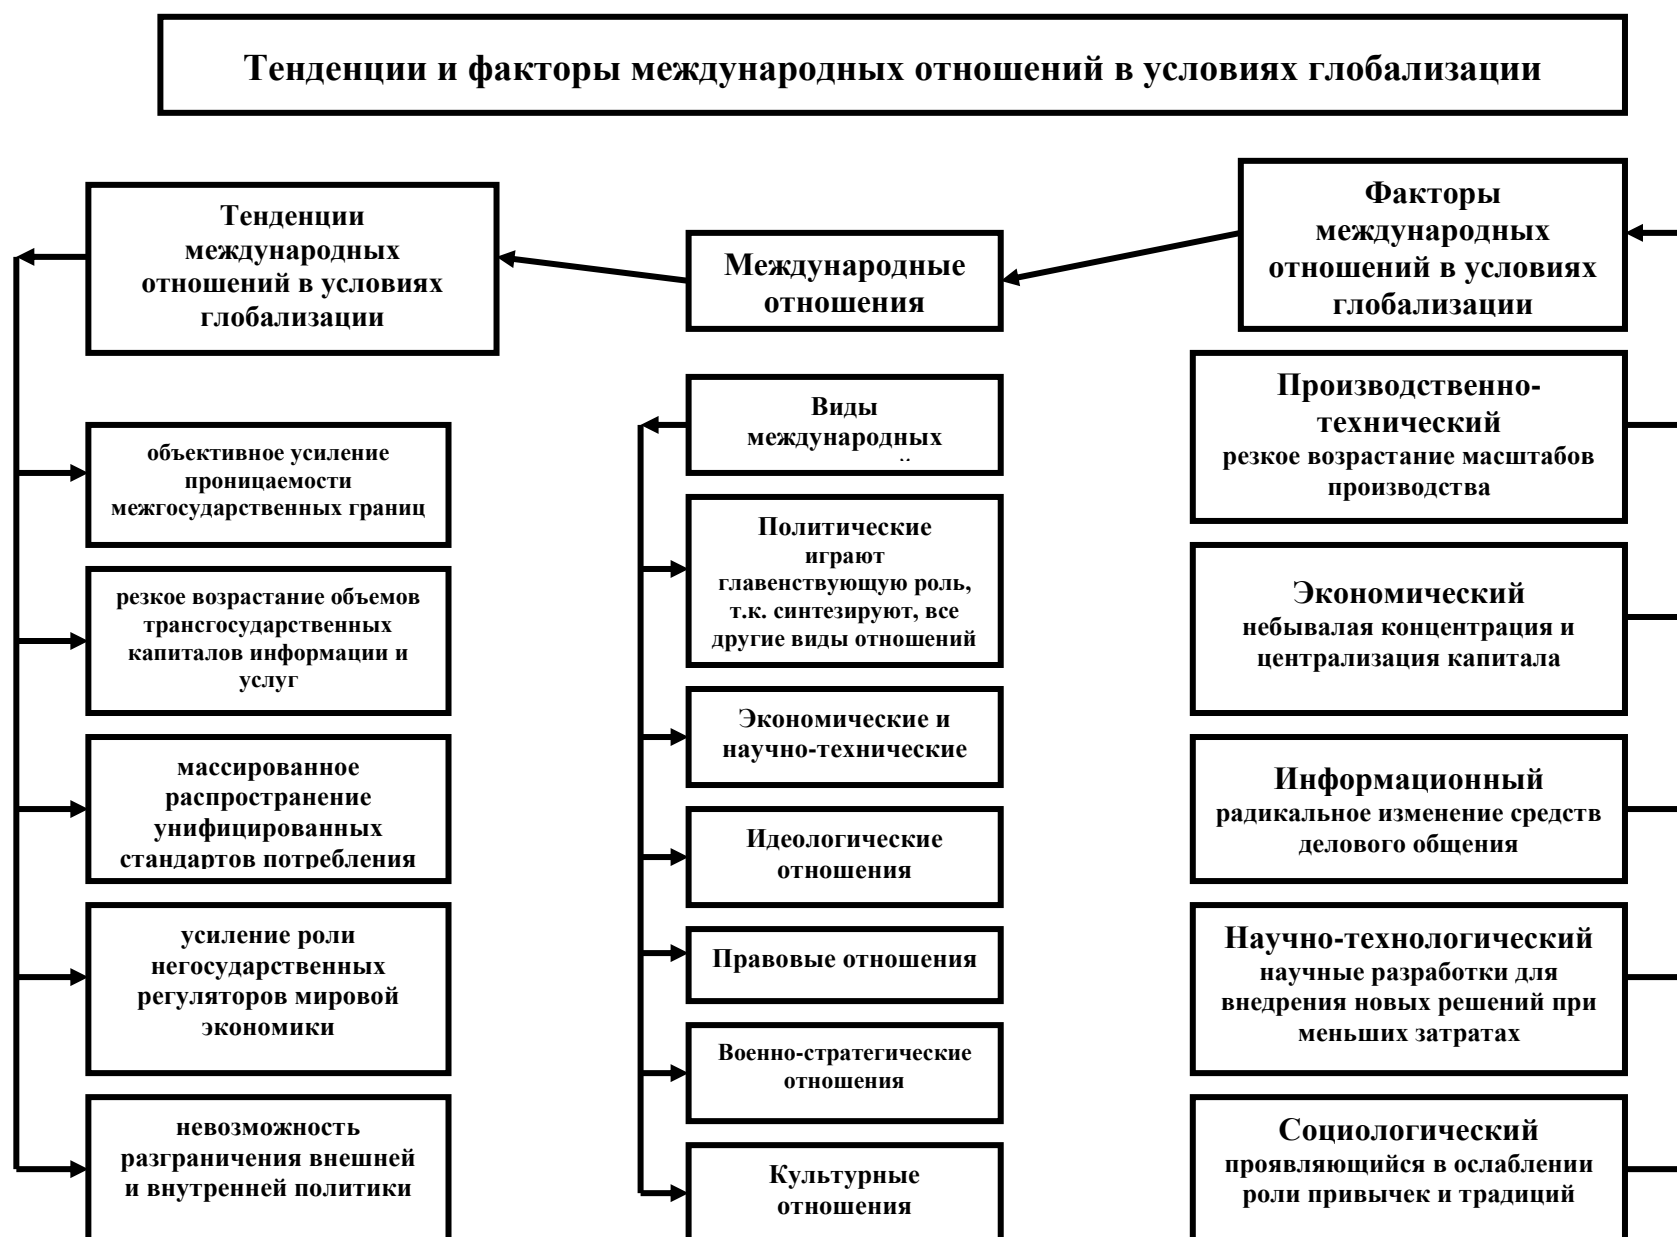 Тенденции и факторы международных отношений в условиях глобализации
Тенденции
международных
отношений в условиях
глобализации
объективное усиление
проницаемости
межгосударственных границ
резкое возрастание объемов
трансгосударственных
капиталов информации и
услуг
массированное
распространение
унифицированных
стандартов потребления
усиление роли
негосударственных
регуляторов мировой
экономики
невозможность
разграничения внешней
и внутренней политики
Международные
отношения
Виды
международных
Политические
играют
главенствующую роль,
т.к. синтезируют, все
другие виды отношений
Экономические и
научно-технические
Идеологические
отношения
Правовые отношения
Военно-стратегические
отношения
Культурные
отношения
Факторы
международных
отношений в условиях
глобализации
Производственно-
технический
резкое возрастание масштабов
производства
Экономический
небывалая концентрация и
централизация капитала
Информационный
радикальное изменение средств
делового общения
Научно-технологический
научные разработки для
внедрения новых решений при
меньших затратах
Социологический
проявляющийся в ослаблении
роли привычек и традиций